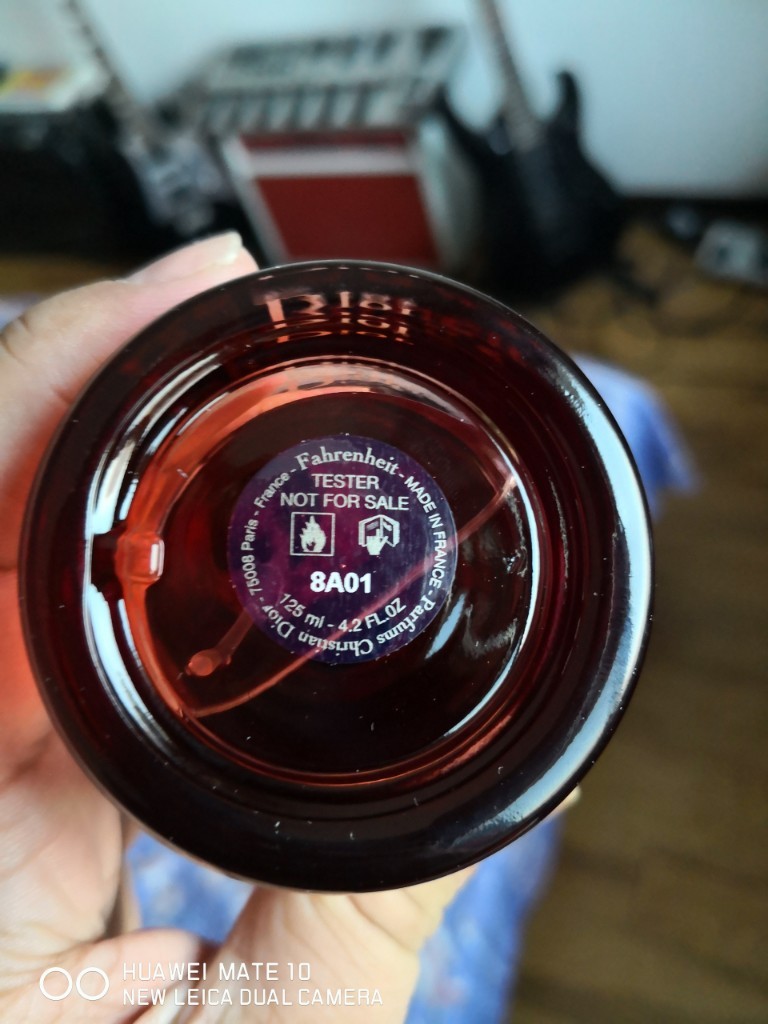 Dior
Fahrenheit - MADE IN FRANCE - Parfums Christian Dior - 75008 Paris - France -
TESTER
NOT FOR SALE
8A01
125 ml - 4.2 FL.OZ
HUAWEI MATE 10
NEW LEICA DUAL CAMERA